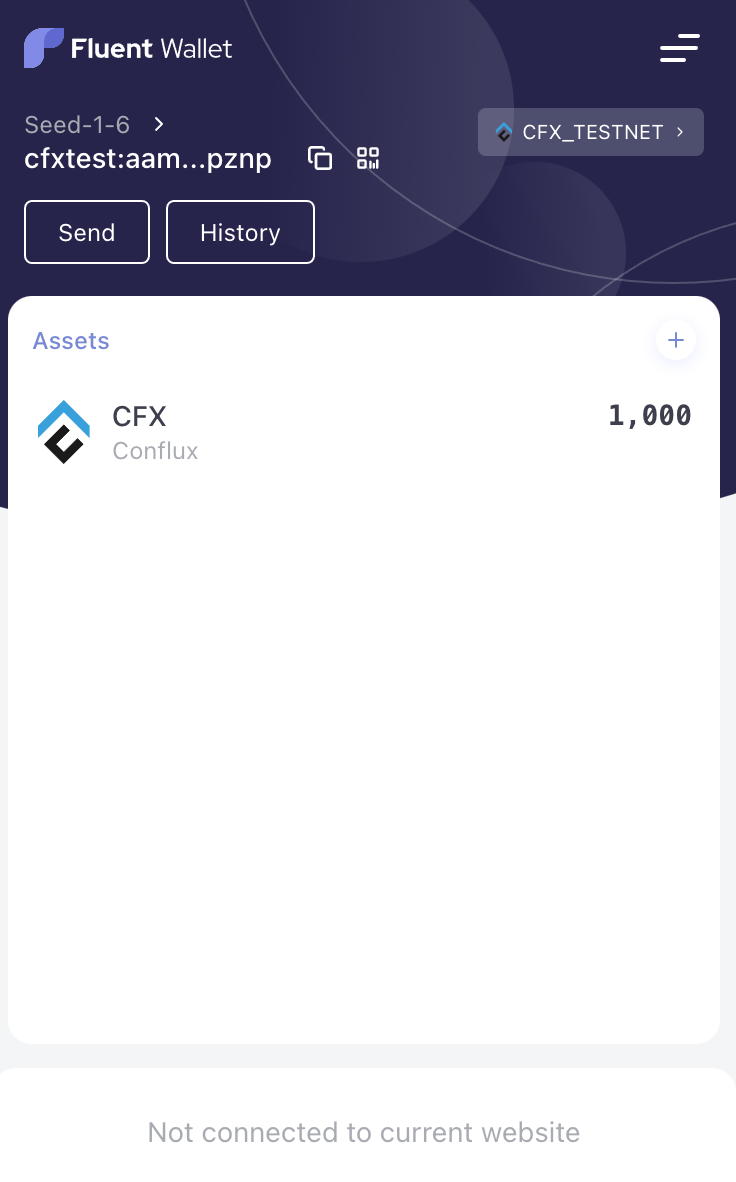 Fluent Wallet
Seed-1-6
CFX_TESTNET
cfxtest:aam...pznp
Send
History
Assets
CFX
1,000
Conflux
Not connected to current website